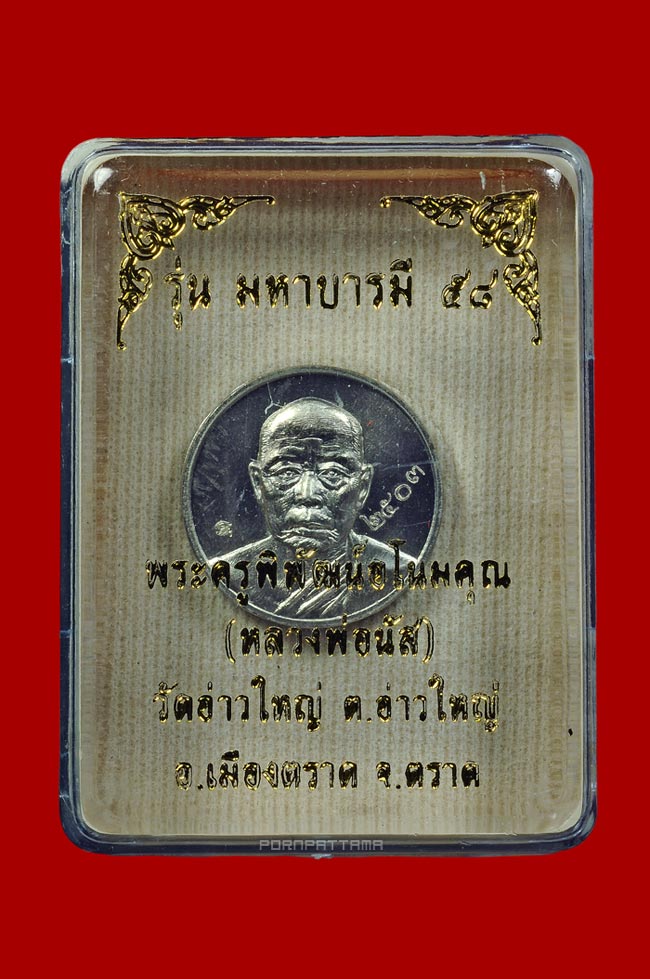 รุ่น มหาบารมี ๕๘
๒๕๐๓
พระครูพิพัฒน์อโนมคุณ
(หลวงพ่อนัส)
วัดอ่าวใหญ่ ต.อ่าวใหญ่
อ.เมืองตราด จ.ตราด
PORNPATTAMA